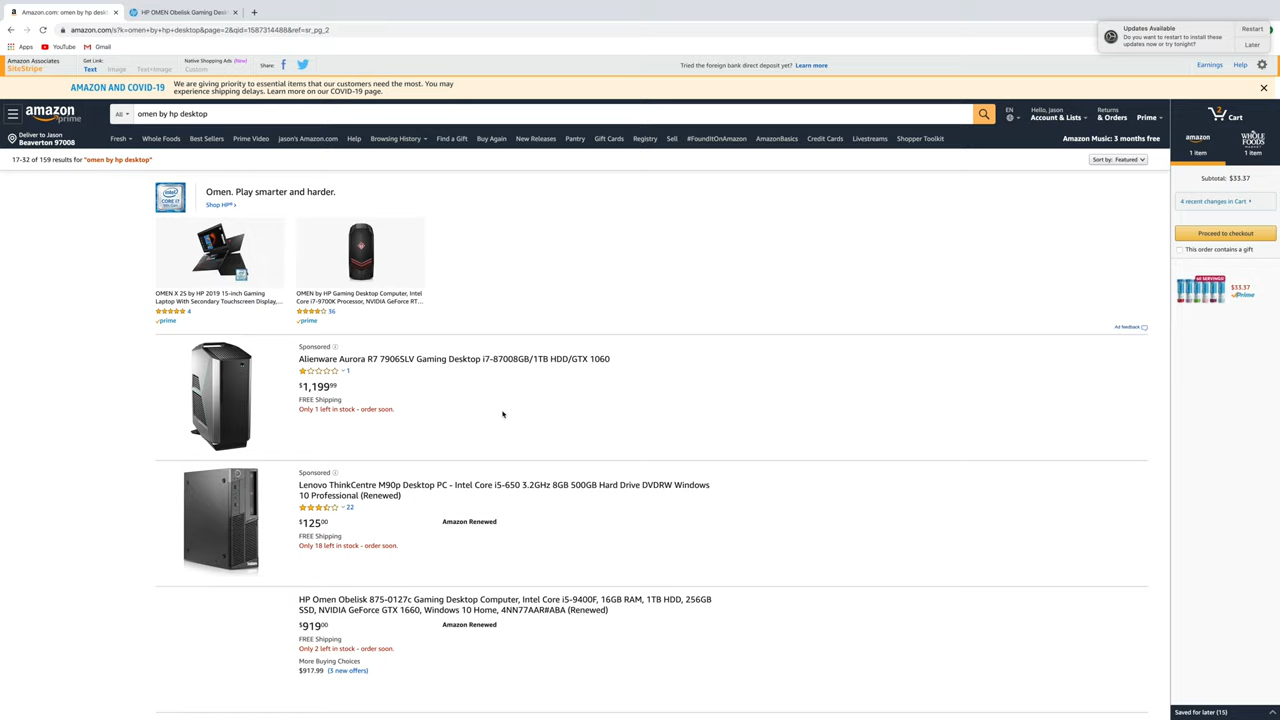 Amazon.com: omen by hp deskto
HP OMEN Obelisk Gaming Desk
amazon.com/s?k=omen+by+hp+desktop&page=2&qid=1587314488&ref=sr_pg_2
Updates Available
Do you want to restart to install these
updates now or try tonight?
Restart
Later
Apps
YouTube
Gmail
Amazon Associates
SiteStripe
Get Link:
Text
Image
Text+Image
Native Shopping Ads (New)
Custom
Share:
Tried the foreign bank direct deposit yet? Learn more
Earnings
Help
AMAZON AND COVID-19
We are giving priority to essential items that our customers need the most. You may
experience shipping delays. Learn more on our COVID-19 page.
amazon
prime
All
omen by hp desktop
EN
Hello, Jason
Account & Lists
Returns
& Orders
Prime
2
Cart
Deliver to Jason
Beaverton 97008
Fresh
Whole Foods
Best Sellers
Prime Video
Jason's Amazon.com
Help
Browsing History
Find a Gift
Buy Again
New Releases
Pantry
Gift Cards
Registry
Sell
#FoundItOnAmazon
AmazonBasics
Credit Cards
Livestreams
Shopper Toolkit
Amazon Music: 3 months free
amazon
1 item
WHOLE
FOODS
MARKET
1 item
17-32 of 159 results for "omen by hp desktop"
Sort by: Featured
Subtotal: $33.37
4 recent changes in Cart
Proceed to checkout
This order contains a gift
$33.37
prime
Omen. Play smarter and harder.
Shop HP® ›
OMEN X 2S by HP 2019 15-inch Gaming
Laptop With Secondary Touchscreen Display,...
4
prime
OMEN by HP Gaming Desktop Computer, Intel
Core i7-9700K Processor, NVIDIA GeForce RT...
36
prime
Ad feedback
Sponsored
Alienware Aurora R7 7906SLV Gaming Desktop i7-87008GB/1TB HDD/GTX 1060
1
$1,19999
FREE Shipping
Only 1 left in stock - order soon.
Sponsored
Lenovo ThinkCentre M90p Desktop PC - Intel Core i5-650 3.2GHz 8GB 500GB Hard Drive DVDRW Windows
10 Professional (Renewed)
22
$12500
Amazon Renewed
FREE Shipping
Only 18 left in stock - order soon.
HP Omen Obelisk 875-0127c Gaming Desktop Computer, Intel Core i5-9400F, 16GB RAM, 1TB HDD, 256GB
SSD, NVIDIA GeForce GTX 1660, Windows 10 Home, 4NN77AAR#ABA (Renewed)
$91900
Amazon Renewed
FREE Shipping
Only 2 left in stock - order soon.
More Buying Choices
$917.99 (3 new offers)
Saved for later (15)